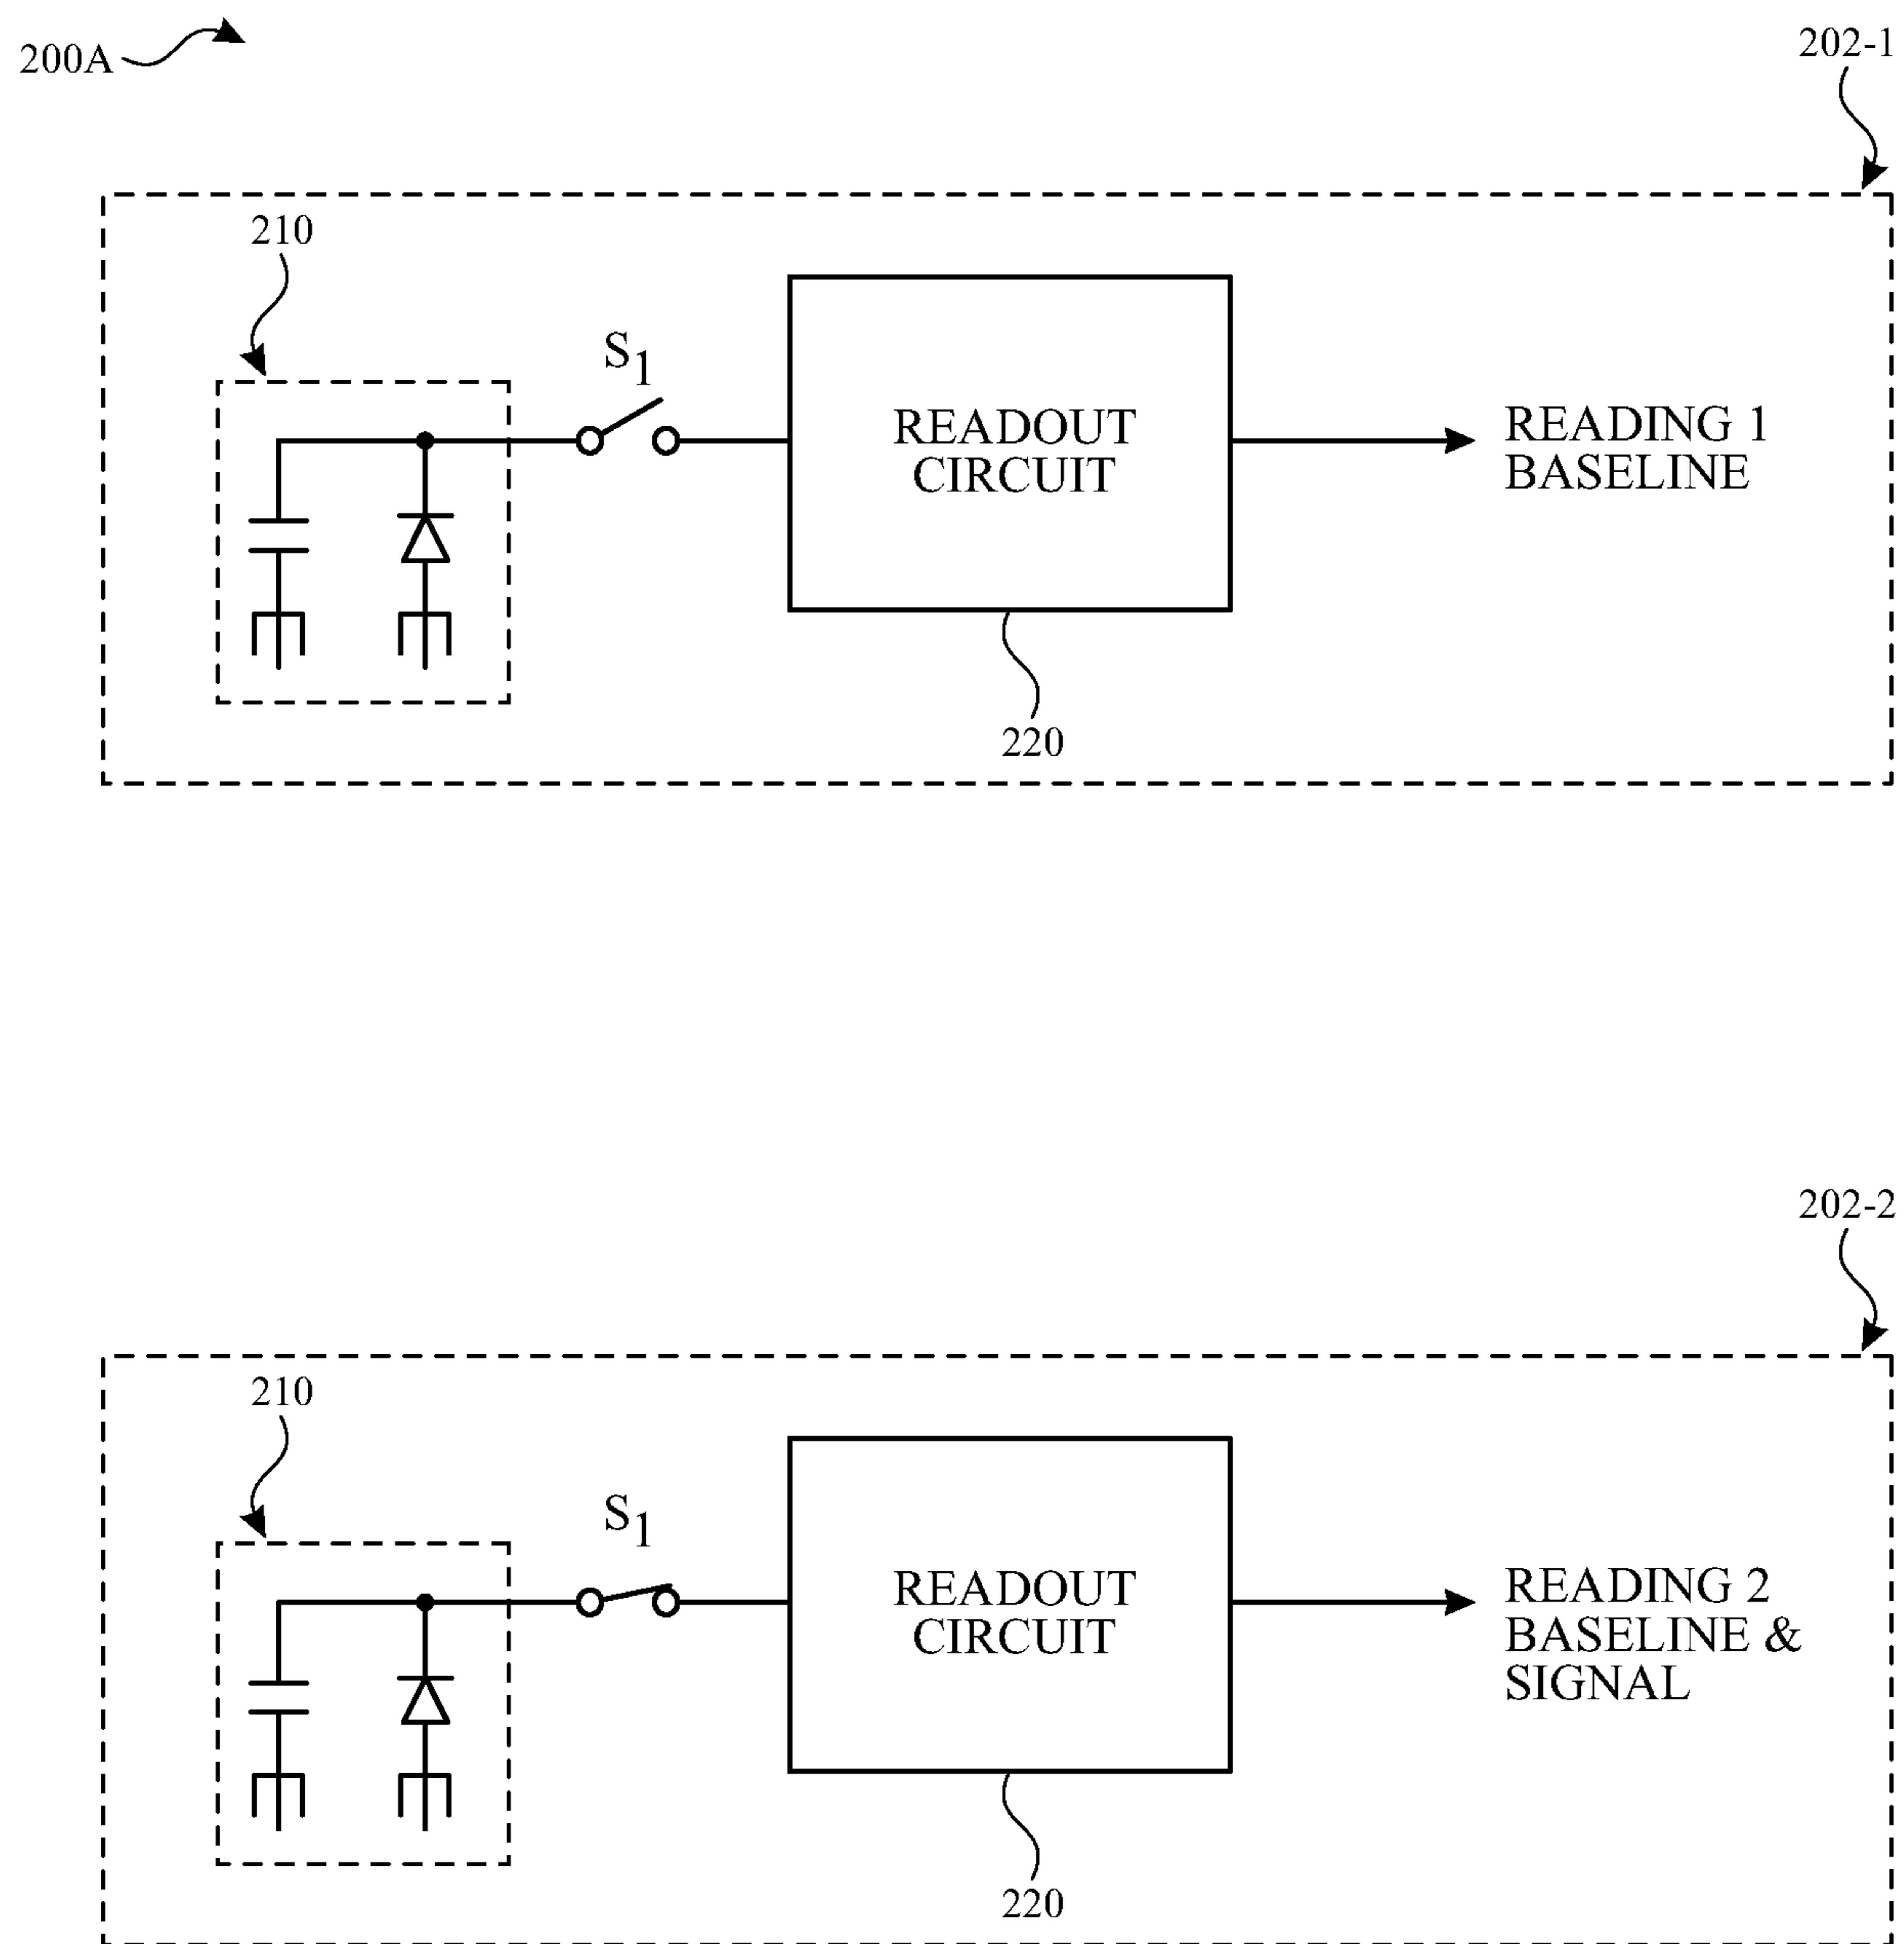 200A
202-1
210
S1
READOUT
CIRCUIT
READING 1
BASELINE
220
202-2
210
S1
READOUT
CIRCUIT
READING 2
BASELINE &
SIGNAL
220